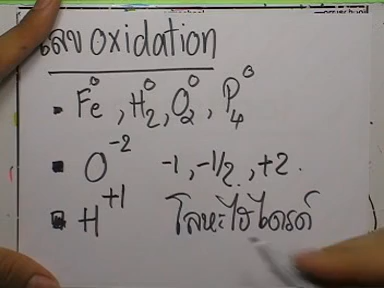 เลข oxidation
Fe⁰, H₂⁰, O₂⁰, P₄⁰
O⁻² -1, -1/2, +2
H⁺¹ โลหะไฮไดรด์